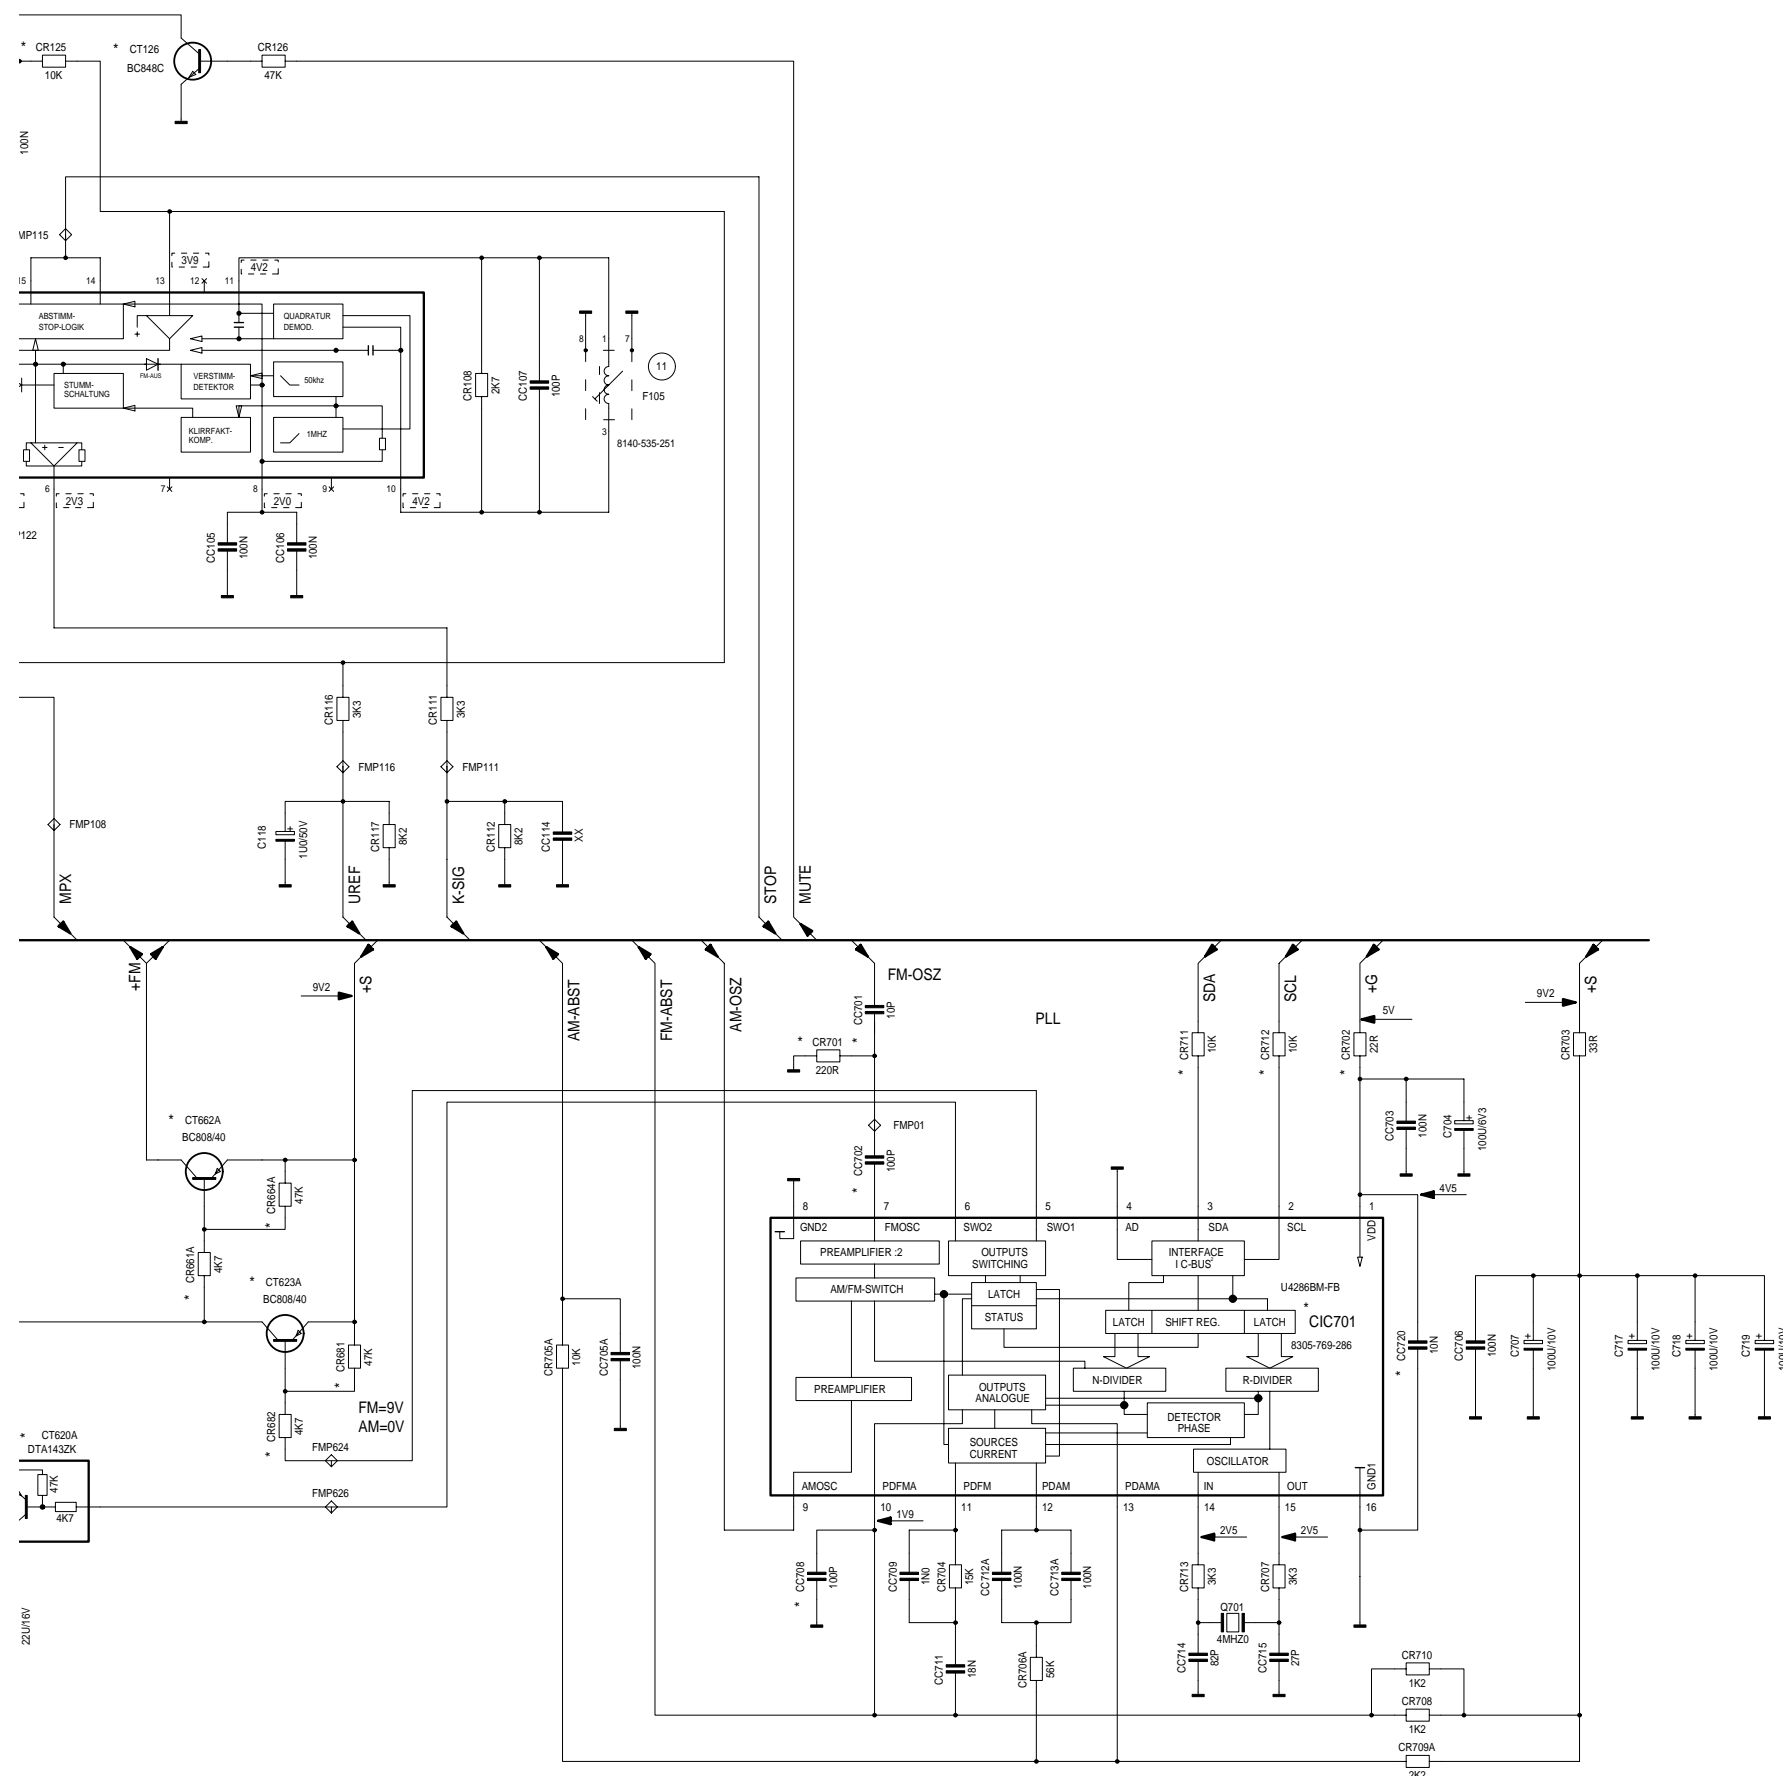 * CR125
10K
* CT126
BC848C
CR126
47K
100N
MP115
3V9
4V2
15
14
13
12
11
ABSTIMM-
STOP-LOGIK
+
QUADRATUR
DEMOD.
FM-AUS
STUMM-
SCHALTUNG
VERSTIMM-
DETEKTOR
50khz
KLIRRFAKT-
KOMP.
1MHZ
+ −
6
7
8
9
10
2V3
2V0
4V2
P122
CC105
100N
CC106
100N
CR108
2K7
CC107
100P
8
1
7
3
11
F105
8140-535-251
CR116
3K3
CR111
3K3
FMP116
FMP111
FMP108
C118
+
1U0/50V
CR117
8K2
CR112
8K2
CC114
XX
MPX
UREF
K-SIG
STOP
MUTE
+FM
9V2
+S
AM-ABST
FM-ABST
AM-OSZ
FM-OSZ
CC701
10P
*
* CR701
220R
PLL
SDA
SCL
+G
5V
9V2
+S
CR711
10K
*
CR712
10K
*
CR702
22R
*
CR703
33R
FMP01
CC702
100P
*
CC703
100N
C704
+
100U/6V3
4V5
* CT662A
BC808/40
CR664A
47K
*
CR661A
4K7
*
* CT623A
BC808/40
CR681
47K
*
CR682
4K7
*
FM=9V
AM=0V
FMP624
FMP626
* CT620A
DTA143ZK
47K
4K7
22U/16V
CR705A
10K
CC705A
100N
8
7
6
5
4
3
2
1
GND2
FMOSC
SWO2
SWO1
AD
SDA
SCL
VDD
PREAMPLIFIER :2
OUTPUTS
SWITCHING
INTERFACE
I C-BUS2
AM/FM-SWITCH
LATCH
STATUS
LATCH
SHIFT REG.
LATCH
U4286BM-FB
*
CIC701
8305-769-286
N-DIVIDER
R-DIVIDER
PREAMPLIFIER
OUTPUTS
ANALOGUE
DETECTOR
PHASE
SOURCES
CURRENT
OSCILLATOR
AMOSC
PDFMA
PDFM
PDAM
PDAMA
IN
OUT
GND1
9
10
11
12
13
14
15
16
1V9
2V5
2V5
CC708
100P
*
CC709
1N0
CR704
15K
CC712A
100N
CC713A
100N
CR713
3K3
CR707
3K3
Q701
4MHZ0
CC711
18N
CR706A
56K
CC714
82P
CC715
27P
CC720
10N
*
CC706
100N
C707
+
100U/10V
C717
+
100U/10V
C718
+
100U/10V
C719
+
100U/10V
CR710
1K2
CR708
1K2
CR709A
2K2